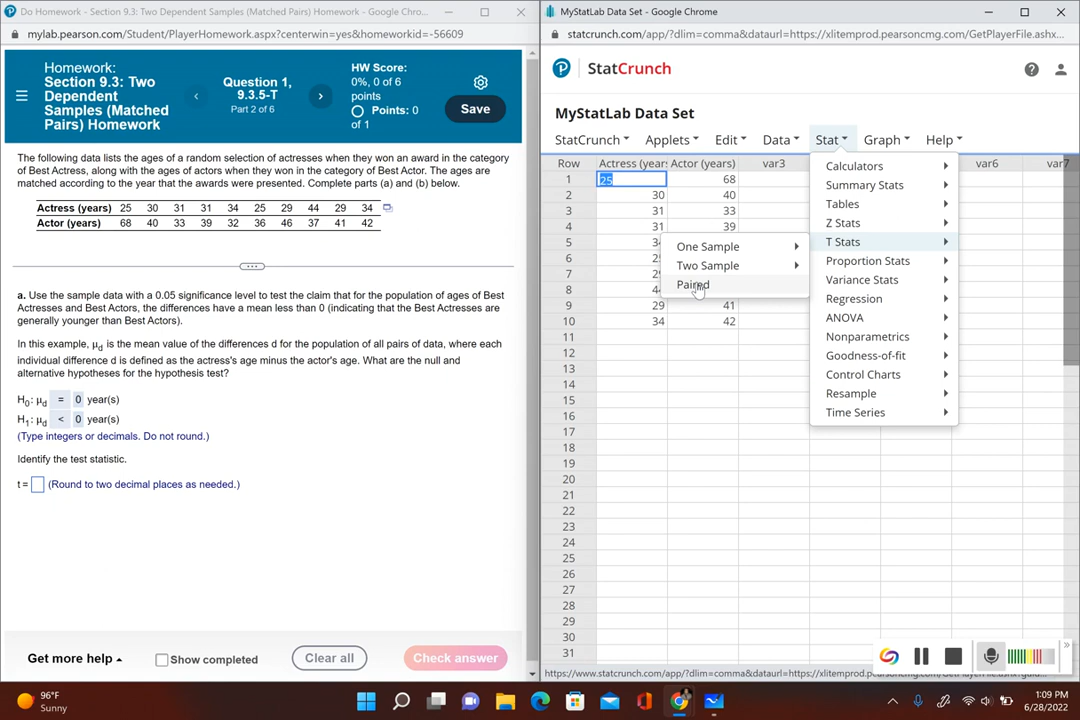 Do Homework - Section 9.3: Two Dependent Samples (Matched Pairs) Homework - Google Chro...
mylab.pearson.com/Student/PlayerHomework.aspx?centerwin=yes&homeworkid=-56609
Homework:
Section 9.3: Two
Dependent
Samples (Matched
Pairs) Homework
Question 1,
9.3.5-T
Part 2 of 6
HW Score:
0%, 0 of 6
points
Points: 0
of 1
Save
The following data lists the ages of a random selection of actresses when they won an award in the category
of Best Actress, along with the ages of actors when they won in the category of Best Actor. The ages are
matched according to the year that the awards were presented. Complete parts (a) and (b) below.
Actress (years) 25 30 31 31 34 25 29 44 29 34
Actor (years) 68 40 33 39 32 36 46 37 41 42
a. Use the sample data with a 0.05 significance level to test the claim that for the population of ages of Best
Actresses and Best Actors, the differences have a mean less than 0 (indicating that the Best Actresses are
generally younger than Best Actors).
In this example, μd is the mean value of the differences d for the population of all pairs of data, where each
individual difference d is defined as the actress's age minus the actor's age. What are the null and
alternative hypotheses for the hypothesis test?
H0: μd = 0 year(s)
H1: μd < 0 year(s)
(Type integers or decimals. Do not round.)
Identify the test statistic.
t= (Round to two decimal places as needed.)
Get more help
Show completed
Clear all
Check answer
MyStatLab Data Set - Google Chrome
statcrunch.com/app/?dlim=comma&dataurl=https://xlitemprod.pearsoncmg.com/GetPlayerFile.ashx...
StatCrunch
MyStatLab Data Set
StatCrunch Applets Edit Data Stat Graph Help
Row Actress (year: Actor (years) var3 var6 var7
1 25 68
2 30 40
3 31 33
4 31 39
5 34
6 25
7 29
8 44
9 29 41
10 34 42
11
12
13
14
15
16
17
18
19
20
21
22
23
24
25
26
27
28
29
30
31
Calculators
Summary Stats
Tables
Z Stats
T Stats
Proportion Stats
Variance Stats
Regression
ANOVA
Nonparametrics
Goodness-of-fit
Control Charts
Resample
Time Series
One Sample
Two Sample
Paired
96°F
Sunny
1:09 PM
6/28/2022